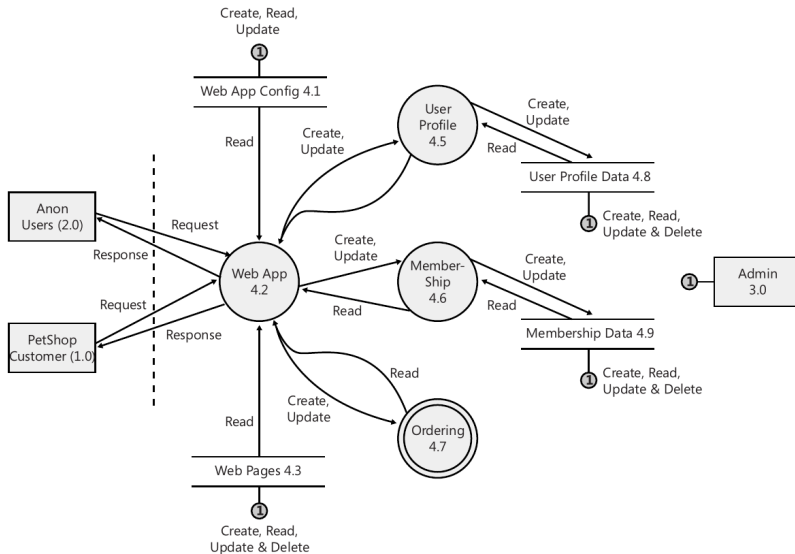 Create, Read,
Update
1
Web App Config 4.1
Read
Create,
Update
User
Profile
4.5
Create,
Update
Read
User Profile Data 4.8
1
Create, Read,
Update & Delete
Anon
Users (2.0)
Request
Response
Web App
4.2
Create,
Update
Read
Member-
Ship
4.6
Create,
Update
Read
Membership Data 4.9
1
Create, Read,
Update & Delete
1
Admin
3.0
PetShop
Customer (1.0)
Request
Response
Read
Create,
Update
Read
Ordering
4.7
Web Pages 4.3
1
Create, Read,
Update & Delete